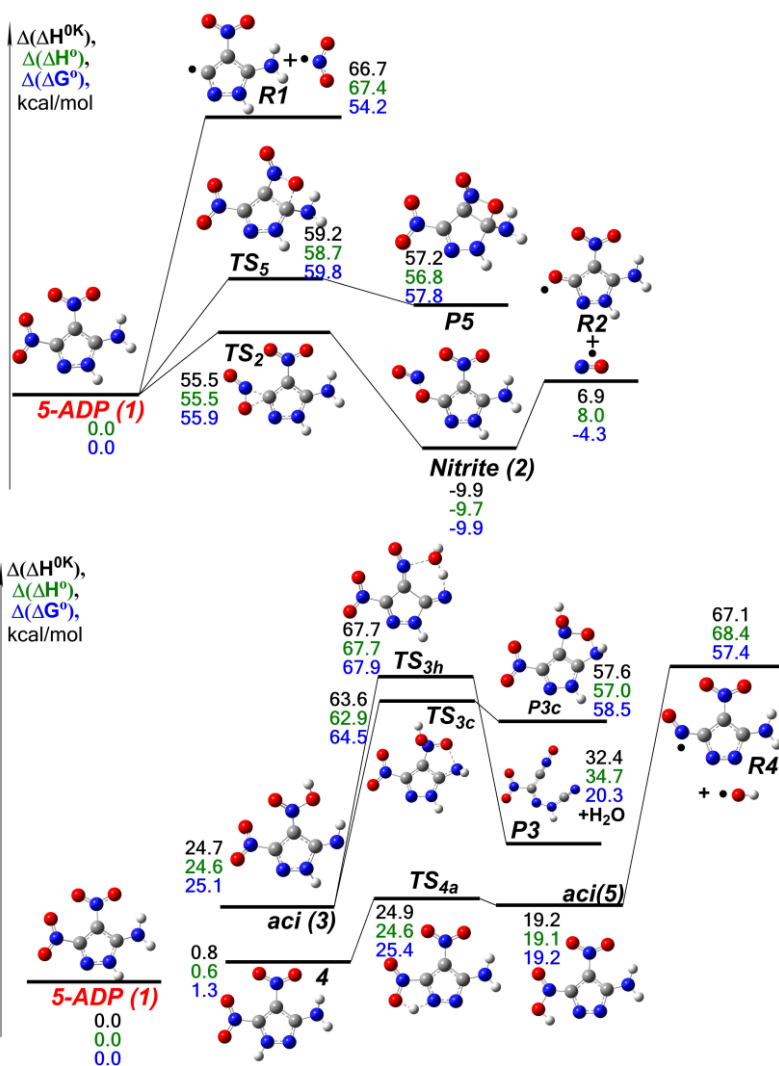 Δ(ΔH⁰ᴷ),
Δ(ΔHº),
Δ(ΔGº),
kcal/mol
R1
+
66.7
67.4
54.2
TS₅
59.2
58.7
59.8
57.2
56.8
57.8
P5
R2
+
5-ADP (1)
0.0
0.0
TS₂
55.5
55.5
55.9
Nitrite (2)
-9.9
-9.7
-9.9
6.9
8.0
-4.3
Δ(ΔH⁰ᴷ),
Δ(ΔHº),
Δ(ΔGº),
kcal/mol
67.7
67.7
67.9
TS₃ₕ
63.6
62.9
64.5
TS3c
P3c
57.6
57.0
58.5
67.1
68.4
57.4
R4
+
32.4
34.7
20.3
+H₂O
P3
24.7
24.6
25.1
aci (3)
TS₄ₐ
aci(5)
5-ADP (1)
0.0
0.0
0.0
0.8
0.6
1.3
4
24.9
24.6
25.4
19.2
19.1
19.2